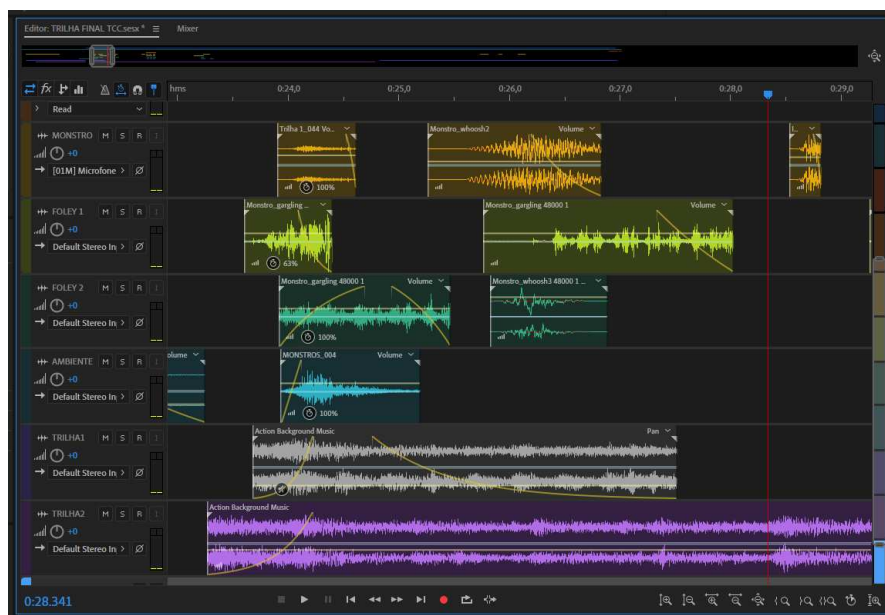 Editor: TRILHA FINAL TCC.sesx * Mixer
fx hms 0:24,0 0:25,0 0:26,0 0:27,0 0:28,0 0:29,0
Read
Trilha 1_044 Vo.. Monstro_whoosh2 Volume
MONSTRO M S R I
+0
[01M] Microfone
100%
Monstro_gargling ... Monstro_gargling 48000 1 Volume
FOLEY 1 M S R I
+0
Default Stereo In
63%
Monstro_gargling 48000 1 Volume Monstro_whoosh3 48000 1 ...
FOLEY 2 M S R I
+0
Default Stereo In
100%
olume MONSTROS_004 Volume
AMBIENTE M S R I
+0
Default Stereo In
100%
Action Background Music Pan
TRILHA1 M S R I
+0
Default Stereo In
Action Background Music
TRILHA2 M S R I
+0
Default Stereo In
0:28.341